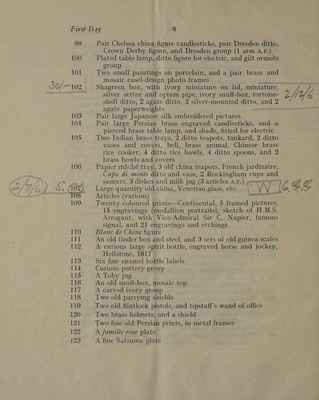 First Day 8
99 Pair Chelsea china figure candlesticks, pair Dresden ditto,
Crown Derby figure, and Dresden group (1 arm A.F.)
100 Plated table lamp, ditto figure for electric, and gilt ormolu
group
101 Two small paintings on porcelain, and a pair brass and
mosaic easel-design photo frames
30/- 102 Shagreen box, with ivory miniature on lid, miniature,
silver settee and opium pipe, ivory snuff-box, tortoise-
shell ditto, 2 agate ditto, 2 silver-mounted ditto, and 2
agate paperweights
2/12/6
103 Pair large Japanese silk embroidered pictures
104 Pair large Persian brass engraved candlesticks, and a
pierced brass table lamp, and shade, fitted for electric
105 Two Indian brass trays, 2 ditto teapots, tankard, 2 ditto
vases and covers, bell, brass animal, Chinese brass
rice cooker, 4 ditto rice bowls, 4 ditto spoons, and 2
brass bowls and covers
106 Papier mâché tray, 3 old china teapots, French jardinière,
Capo di monti ditto and vase, 2 Rockingham cups and
saucers, 3 dishes and milk jug (3 articles A.F.)
107 Large quantity old china, Venetian glass, etc.
W
108 Articles (various)
109 Twenty coloured prints—Continental, 5 framed pictures,
18 engravings (medallion portraits), sketch of H.M.S.
Arrogant, with Vice-Admiral Sir C. Napier, famous
signal, and 21 engravings and etchings
110 Blanc de Chine figure
111 An old tinder box and steel, and 3 sets of old guinea scales
112 A curious large spirit bottle, engraved horse and jockey,
Hellstone, 1817
113 Six fine enamel bottle labels
114 Curious pottery group
115 A Toby jug
116 An old snuff-box, mosaic top
117 A carved ivory group
118 Two old parrying shields
119 Two old flintlock pistols, and tipstaff's wand of office
120 Two brass helmets, and a shield
121 Two fine old Persian prints, in metal frames
122 A famille rose plate
123 A fine Satsuma plate